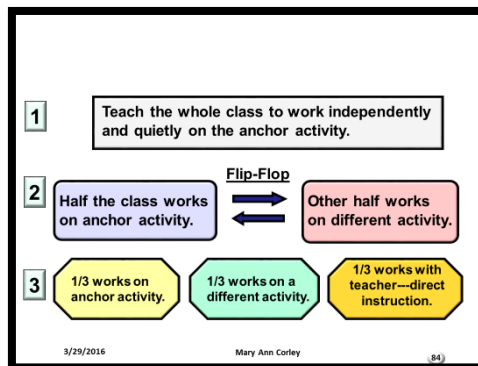 1
Teach the whole class to work independently
and quietly on the anchor activity.
2
Flip-Flop
Half the class works
on anchor activity.
Other half works
on different activity.
3
1/3 works on
anchor activity.
1/3 works on a
different activity.
1/3 works with
teacher---direct
instruction.
3/29/2016
Mary Ann Corley
84